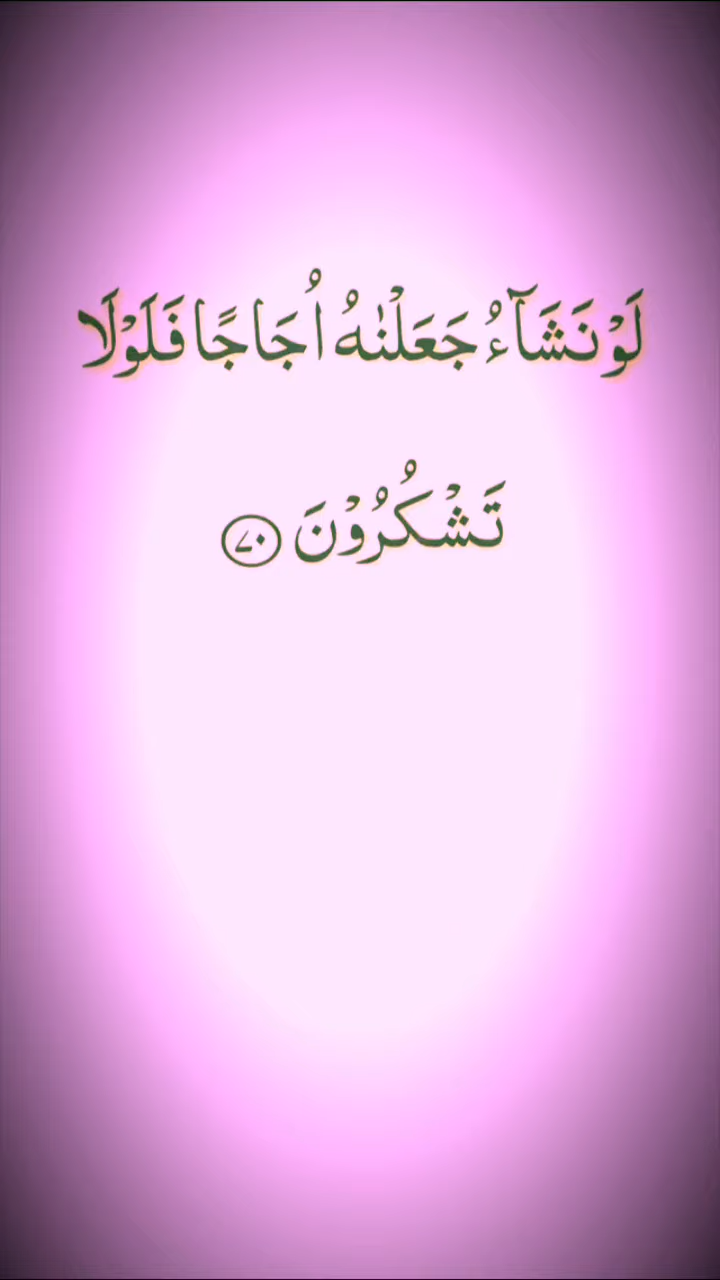 لَوْ نَشَآءُ جَعَلْنٰهُ اُجَاجًا فَلَوْلَا
تَشْكُرُوْنَ ﴿٧٠﴾